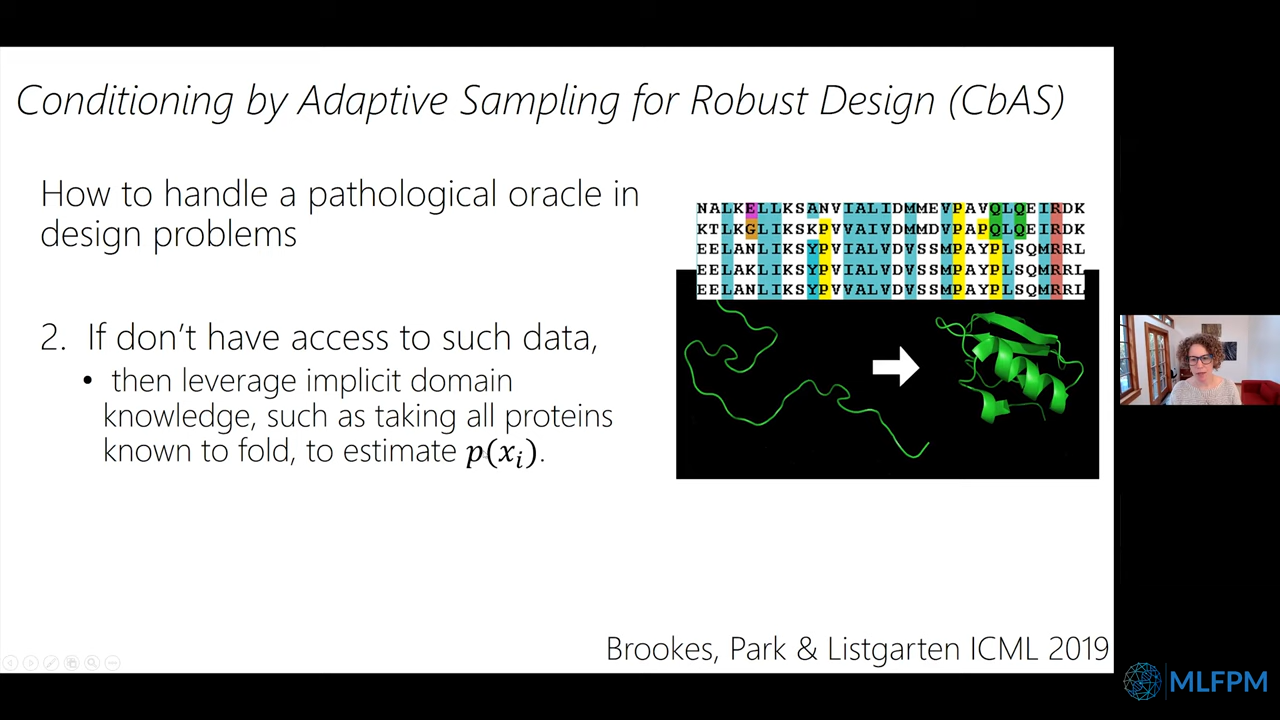 Conditioning by Adaptive Sampling for Robust Design (CbAS)
How to handle a pathological oracle in
design problems
2. If don't have access to such data,
• then leverage implicit domain
knowledge, such as taking all proteins
known to fold, to estimate p(xᵢ).
NALKELLKSANVIALIDMMEVPAVQLQEIRDK
KTLKGLIKSKPVVAIVDMMDVPAPQLQEIRDK
EELANLIKSYPVIALVDVSSMPAYPLSQMRRL
EELAKLIKSYPVIALVDVSSMPAYPLSQMRRL
EELANLIKSYPVVALVDVSSMPAYPLSQMRRL
Brookes, Park & Listgarten ICML 2019
MLFPM